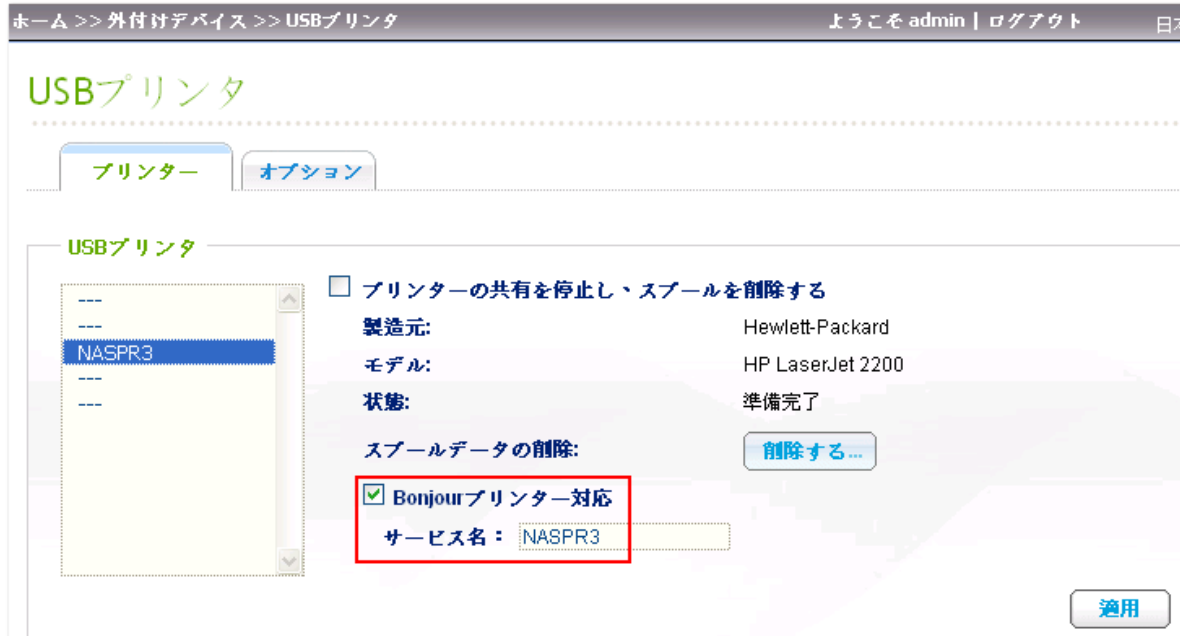 ホーム >> 外付けデバイス >> USBプリンタ ようこそ admin | ログアウト
USBプリンタ
プリンター オプション
USBプリンタ
---
---
NASPR3
---
---
プリンターの共有を停止し、スプールを削除する
製造元: Hewlett-Packard
モデル: HP LaserJet 2200
状態: 準備完了
スプールデータの削除: 削除する...
Bonjourプリンター対応
サービス名： NASPR3
適用